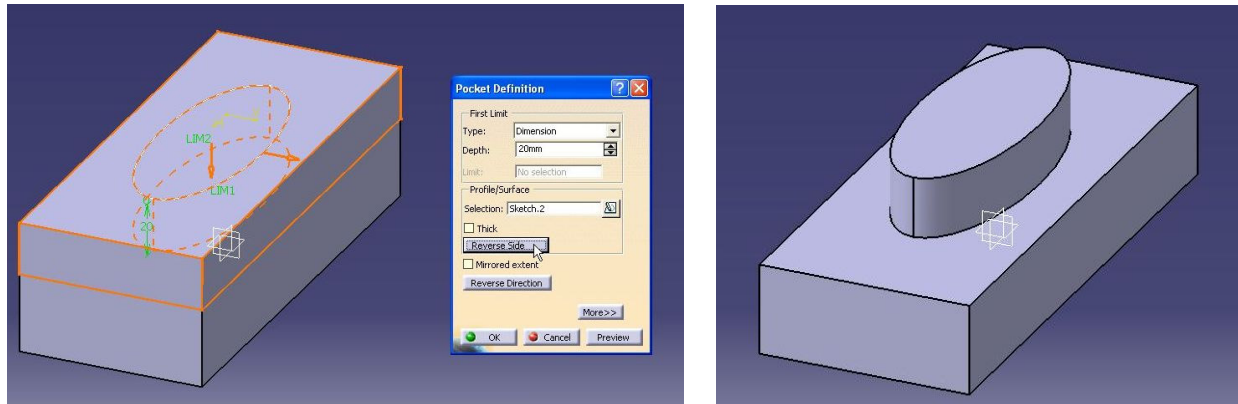 LIM2
LIM1
20
Pocket Definition
First Limit
Type: Dimension
Depth: 20mm
Limit: No selection
Profile/Surface
Selection: Sketch.2
Thick
Reverse Side
Mirrored extent
Reverse Direction
More>>
OK Cancel Preview